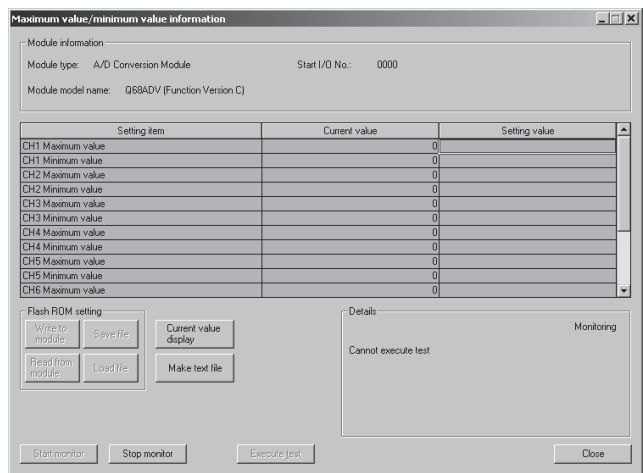 Maximum value/minimum value information
Module information
Module type: A/D Conversion Module Start I/O No.: 0000
Module model name: Q68ADV (Function Version C)
Setting item Current value Setting value
CH1 Maximum value 0
CH1 Minimum value 0
CH2 Maximum value 0
CH2 Minimum value 0
CH3 Maximum value 0
CH3 Minimum value 0
CH4 Maximum value 0
CH4 Minimum value 0
CH5 Maximum value 0
CH5 Minimum value 0
CH6 Maximum value 0
Flash ROM setting
Write to
module
Save file
Read from
module
Load file
Current value
display
Make text file
Details
Monitoring
Cannot execute test
Start monitor Stop monitor Execute test Close